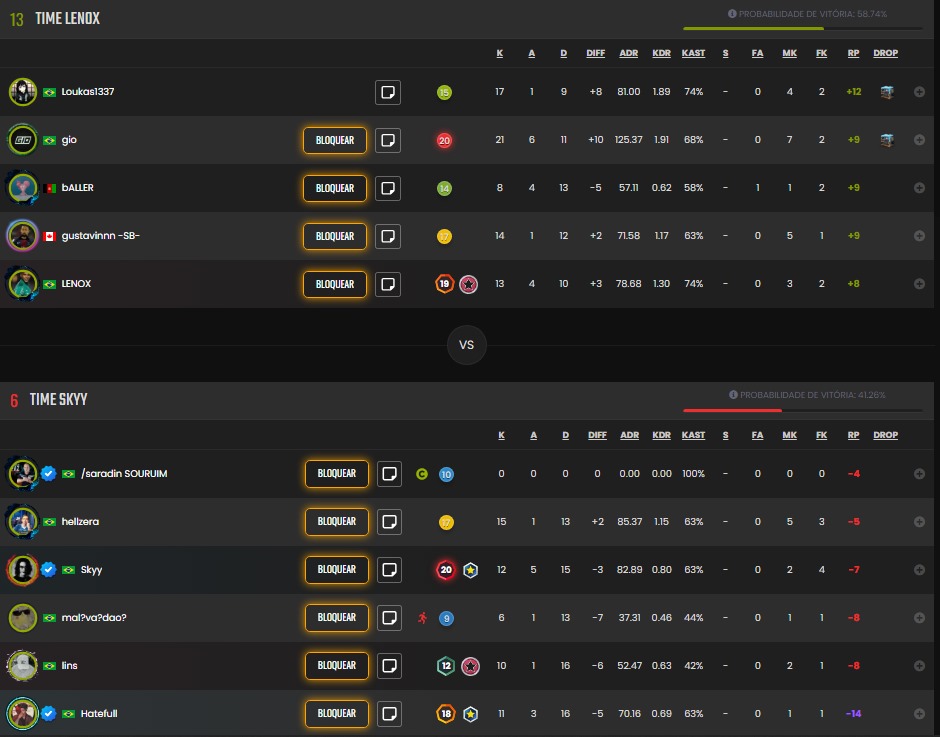 13 TIME LENOX PROBABILIDADE DE VITÓRIA: 58.74%
K A D DIFF ADR KDR KAST S FA MK FK RP DROP
Loukas1337 15 17 1 9 +8 81.00 1.89 74% - 0 4 2 +12
gio BLOQUEAR 20 21 6 11 +10 125.37 1.91 68% - 0 7 2 +9
bALLER BLOQUEAR 14 8 4 13 -5 57.11 0.62 58% - 1 1 2 +9
gustavinnn -SB- BLOQUEAR 17 14 1 12 +2 71.58 1.17 63% - 0 5 1 +9
LENOX BLOQUEAR 19 13 4 10 +3 78.68 1.30 74% - 0 3 2 +8
VS
6 TIME SKYY PROBABILIDADE DE VITÓRIA: 41.26%
K A D DIFF ADR KDR KAST S FA MK FK RP DROP
/saradin SOURUIM BLOQUEAR C 10 0 0 0 0 0.00 0.00 100% - 0 0 0 -4
hellzera BLOQUEAR 17 15 1 13 +2 85.37 1.15 63% - 0 5 3 -5
Skyy BLOQUEAR 20 12 5 15 -3 82.89 0.80 63% - 0 2 4 -7
mal?va?dao? BLOQUEAR 9 6 1 13 -7 37.31 0.46 44% - 0 1 1 -8
lins BLOQUEAR 12 10 1 16 -6 52.47 0.63 42% - 0 2 1 -8
Hatefull BLOQUEAR 18 11 3 16 -5 70.16 0.69 63% - 0 1 1 -14